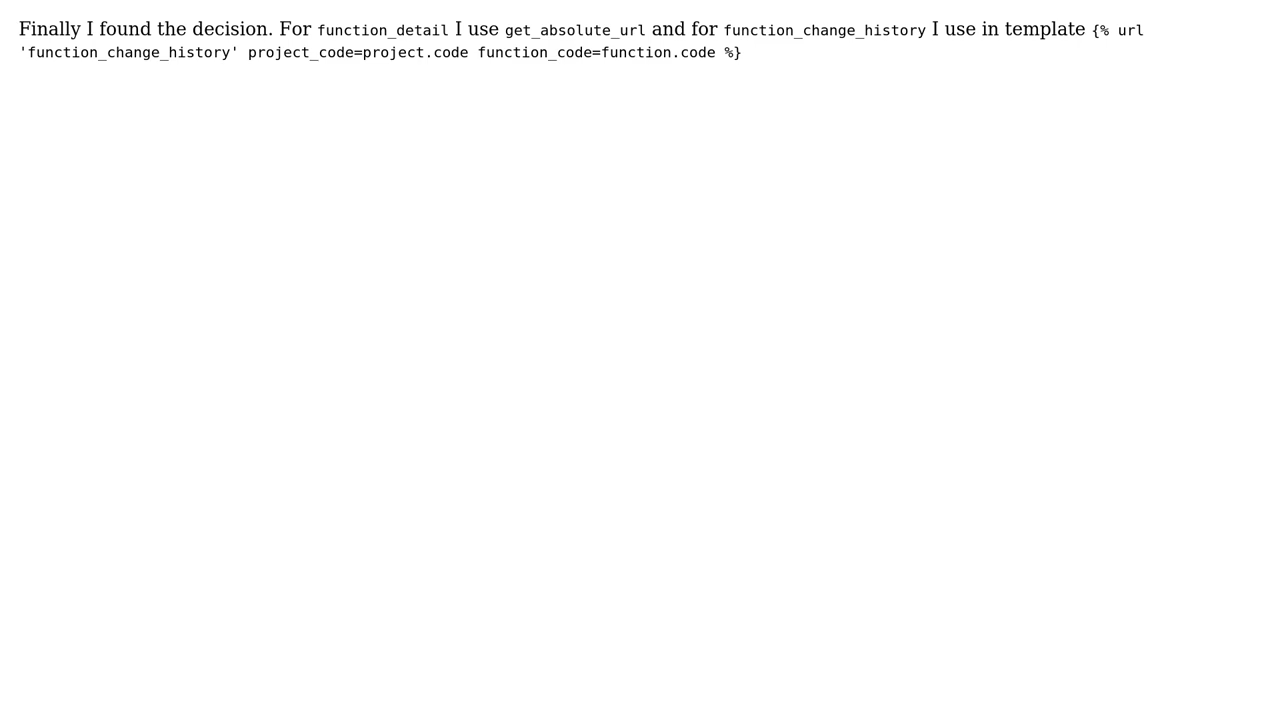 Finally I found the decision. For function_detail I use get_absolute_url and for function_change_history I use in template {% url
'function_change_history' project_code=project.code function_code=function.code %}